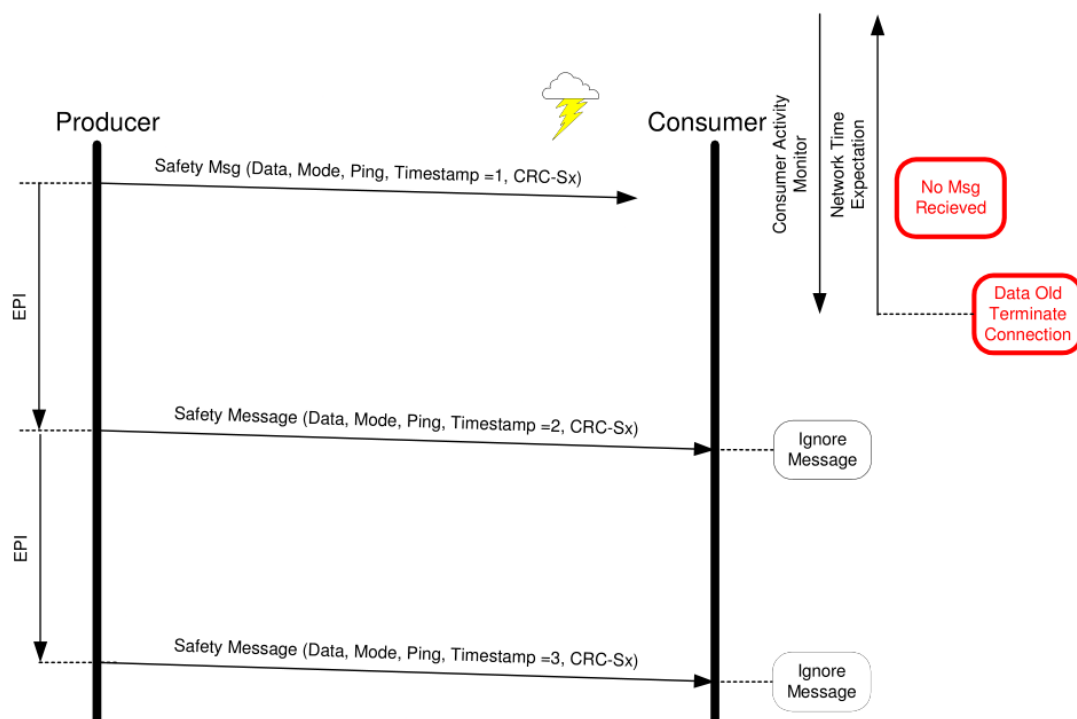 Producer
Consumer
Safety Msg (Data, Mode, Ping, Timestamp =1, CRC-Sx)
Consumer Activity
Monitor
Network Time
Expectation
No Msg
Recieved
Data Old
Terminate
Connection
EPI
Safety Message (Data, Mode, Ping, Timestamp =2, CRC-Sx)
Ignore
Message
EPI
Safety Message (Data, Mode, Ping, Timestamp =3, CRC-Sx)
Ignore
Message